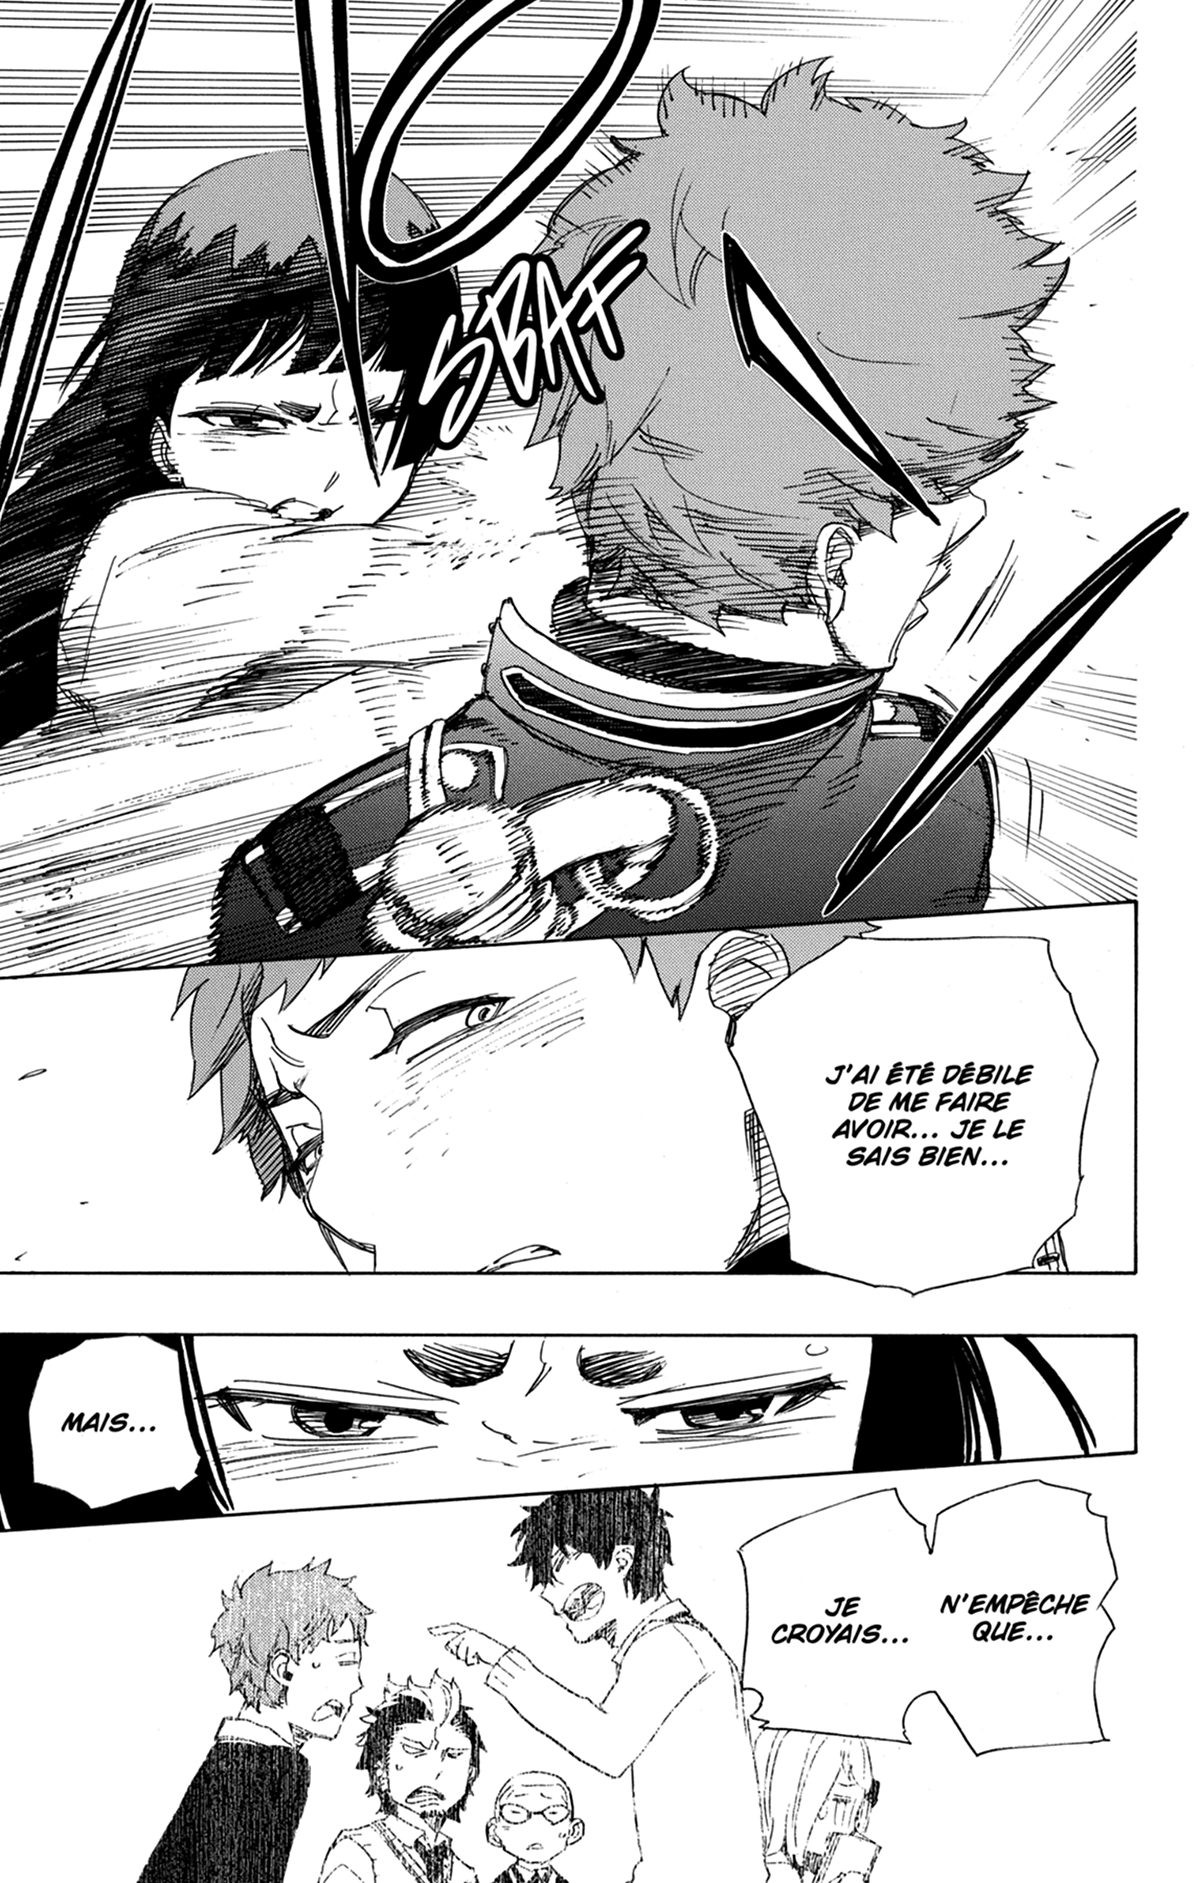 SBAF
J'AI ÉTÉ DÉBILE
DE ME FAIRE
AVOIR... JE LE
SAIS BIEN...
MAIS...
N'EMPÊCHE
QUE...
JE
CROYAIS...